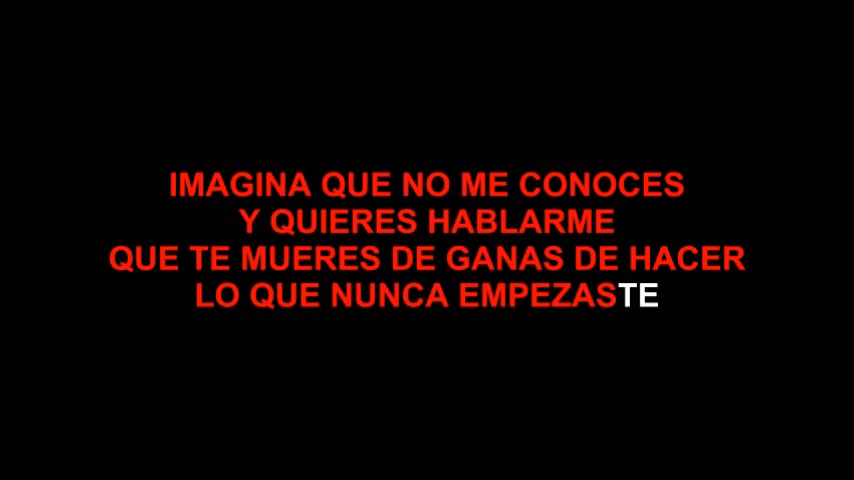 IMAGINA QUE NO ME CONOCES
Y QUIERES HABLARME
QUE TE MUERES DE GANAS DE HACER
LO QUE NUNCA EMPEZASTE